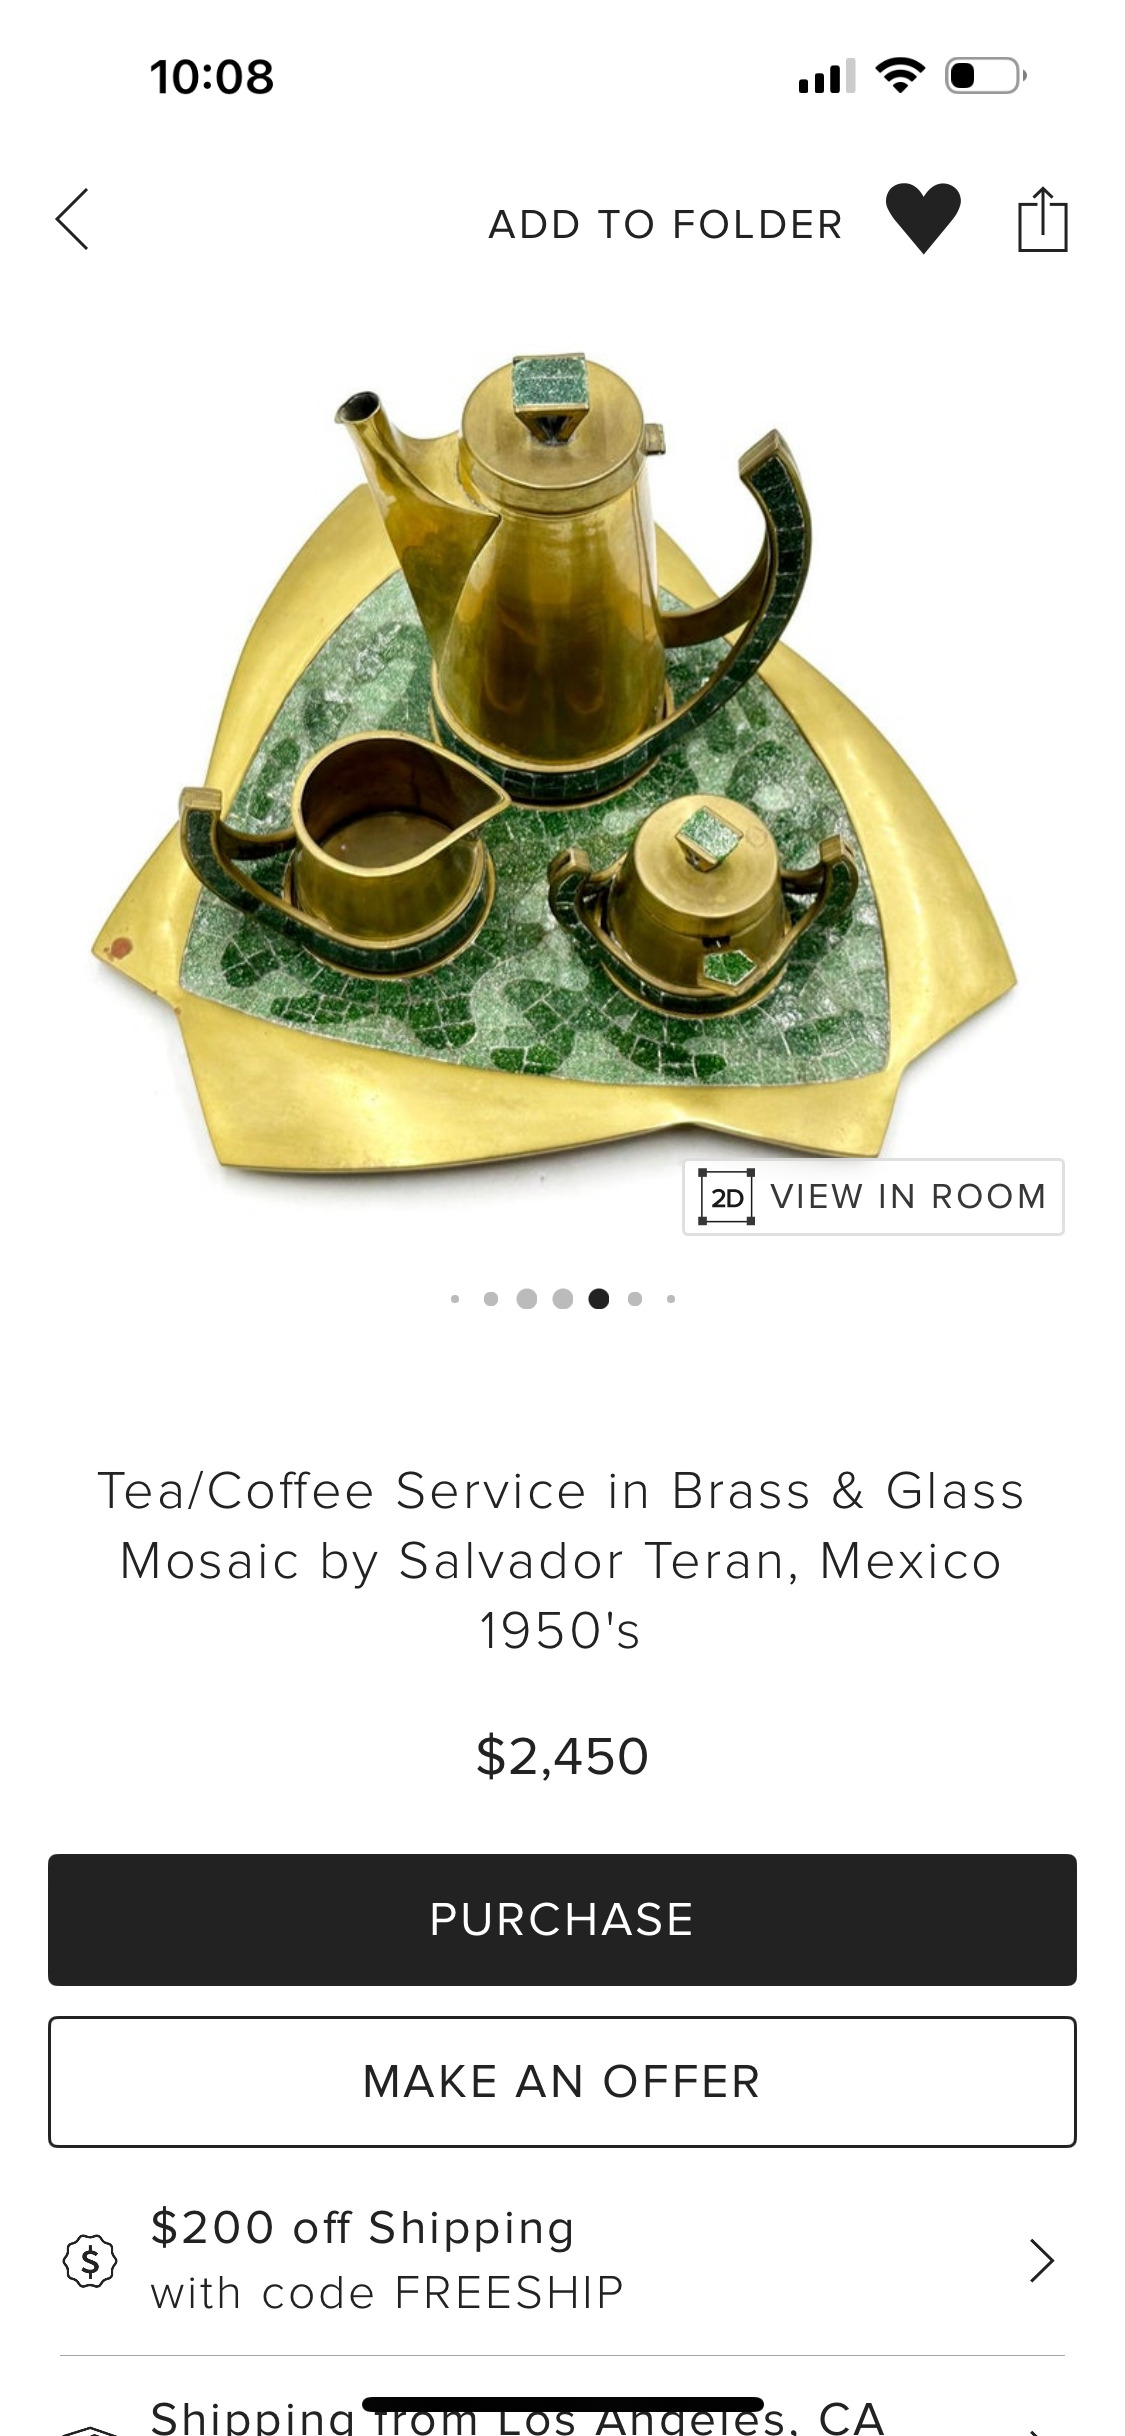 10:08
ADD TO FOLDER
2D VIEW IN ROOM
Tea/Coffee Service in Brass & Glass
Mosaic by Salvador Teran, Mexico
1950's
$2,450
PURCHASE
MAKE AN OFFER
$200 off Shipping
with code FREESHIP
Shipping from Los Angeles, CA